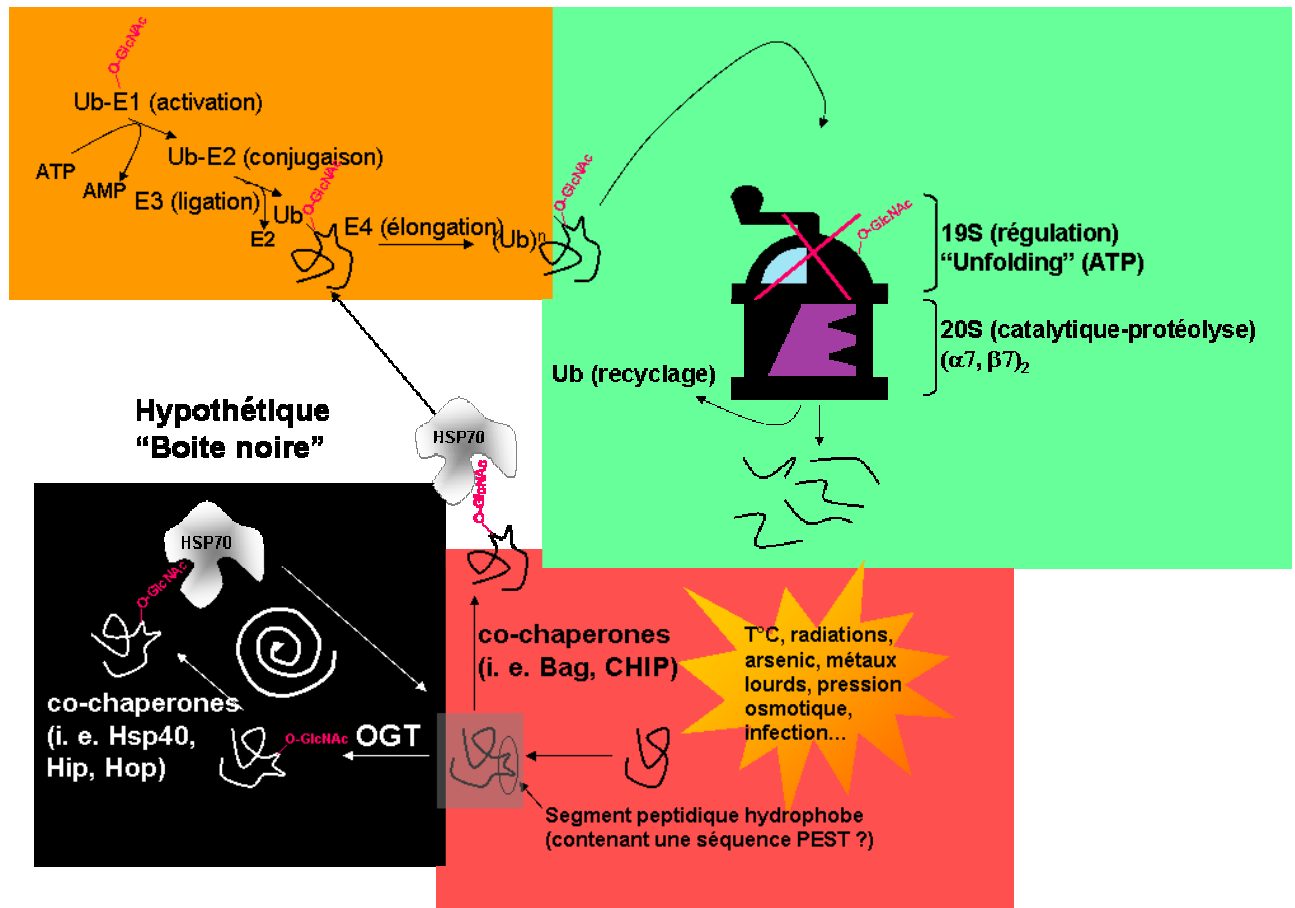 O-GlcNAc
Ub-E1 (activation)
ATP
AMP
Ub-E2 (conjugaison)
O-GlcNAc
E3 (ligation)
Ub
E2
E4 (élongation)
(Ub)n
O-GlcNAc
O-GlcNAc
19S (régulation)
“Unfolding” (ATP)
20S (catalytique-protéolyse)
(α7, β7)2
Ub (recyclage)
Hypothétique
“Boite noire”
HSP70
O-GlcNAc
HSP70
O-GlcNAc
co-chaperones
(i. e. Hsp40,
Hip, Hop)
O-GlcNAc
OGT
co-chaperones
(i. e. Bag, CHIP)
T°C, radiations,
arsenic, métaux
lourds, pression
osmotique,
infection…
Segment peptidique hydrophobe
(contenant une séquence PEST ?)